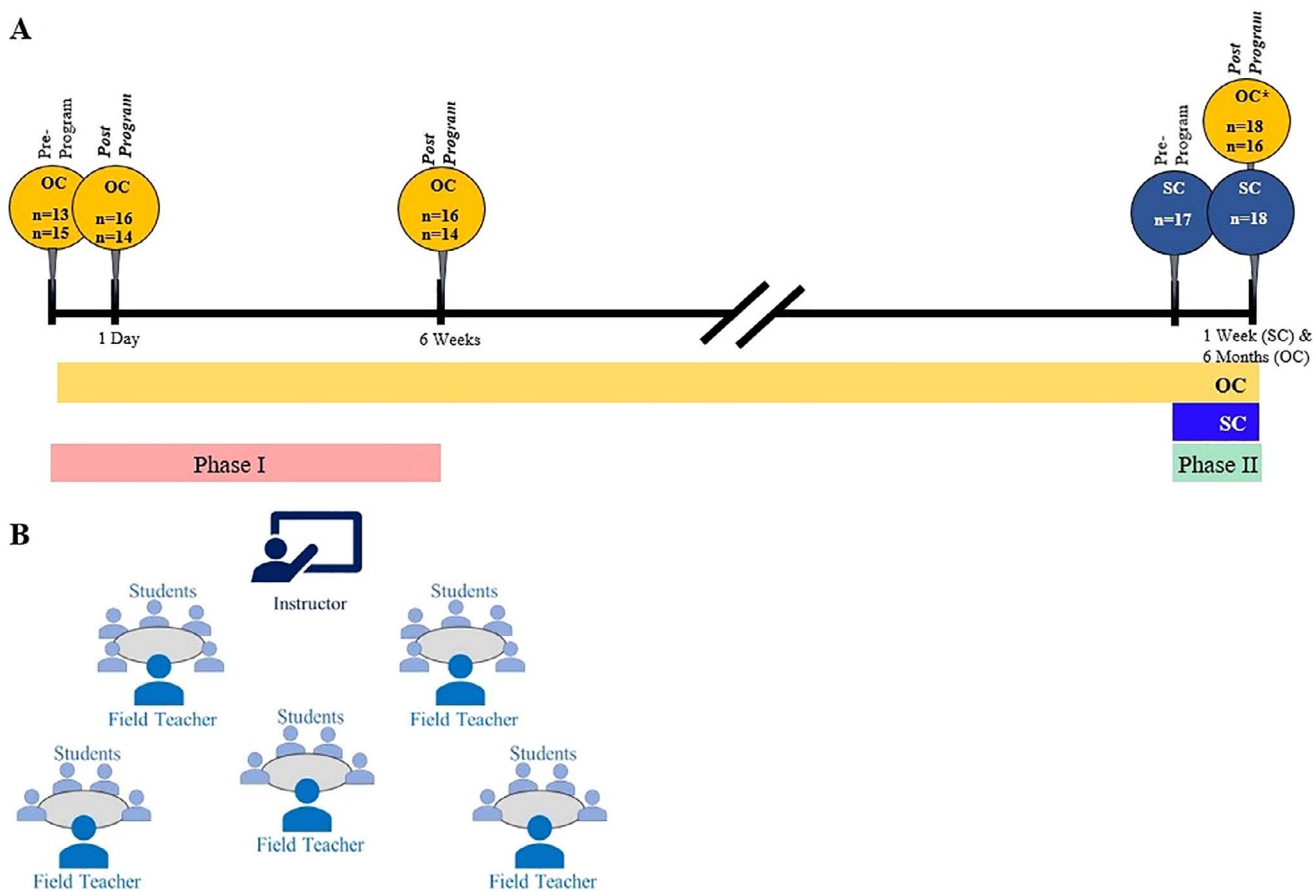 A
Pre-
Program
OC
n=13
n=15
Post
Program
OC
n=16
n=14
Post
Program
OC
n=16
n=14
Pre-
Program
SC
n=17
Post
Program
OC*
n=18
n=16
SC
n=18
1 Day
6 Weeks
1 Week (SC) &
6 Months (OC)
OC
SC
Phase I
Phase II
B
Instructor
Students
Field Teacher
Students
Field Teacher
Students
Field Teacher
Students
Field Teacher
Students
Field Teacher